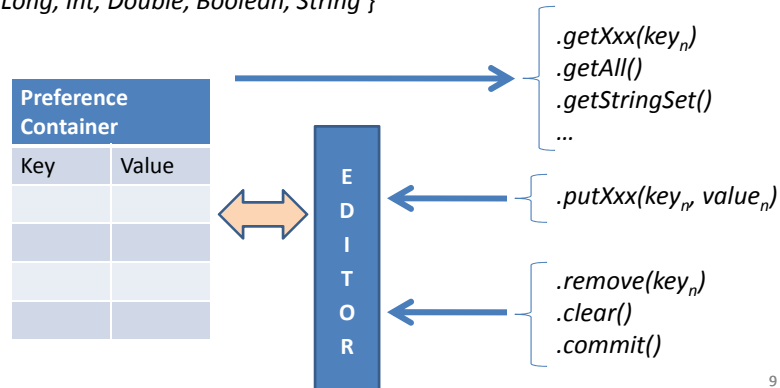 Long, Int, Double, Boolean, String }
.getXxx(keyn)
.getAll()
.getStringSet()
…
Preference
Container
Key Value
E
D
I
T
O
R
.putXxx(keyn, valuen)
.remove(keyn)
.clear()
.commit()
9